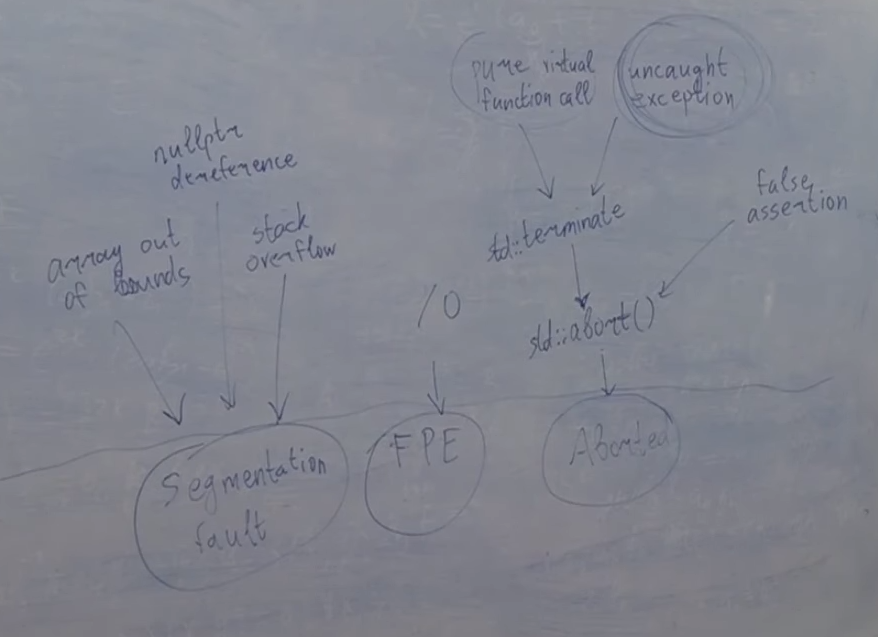 pure virtual
function call
uncaught
exception
nullptr
dereference
false
assertion
array out
of bounds
stack
overflow
std::terminate
/0
std::abort()
Segmentation
fault
FPE
Aborted